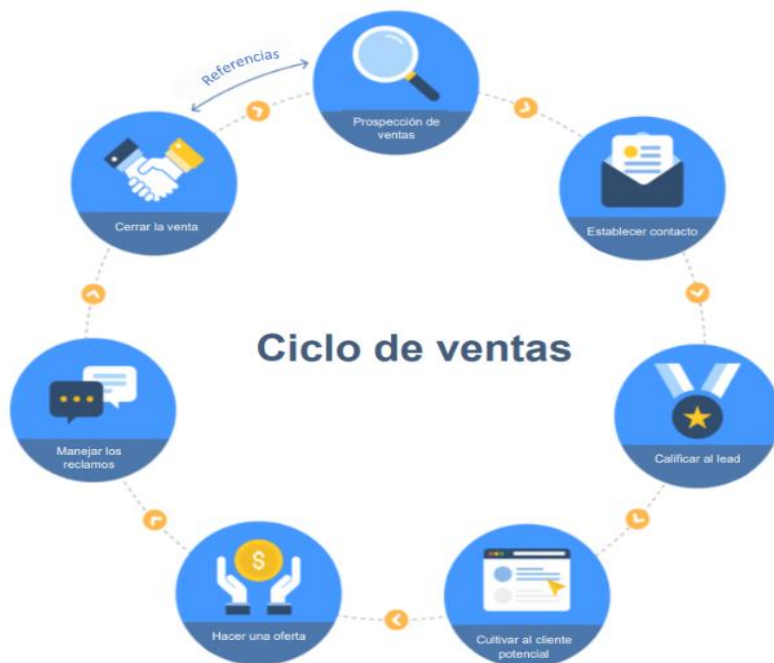 Referencias
Prospección de
ventas
Establecer contacto
Calificar al lead
Cultivar al cliente
potencial
Hacer una oferta
Manejar los
reclamos
Cerrar la venta
Ciclo de ventas